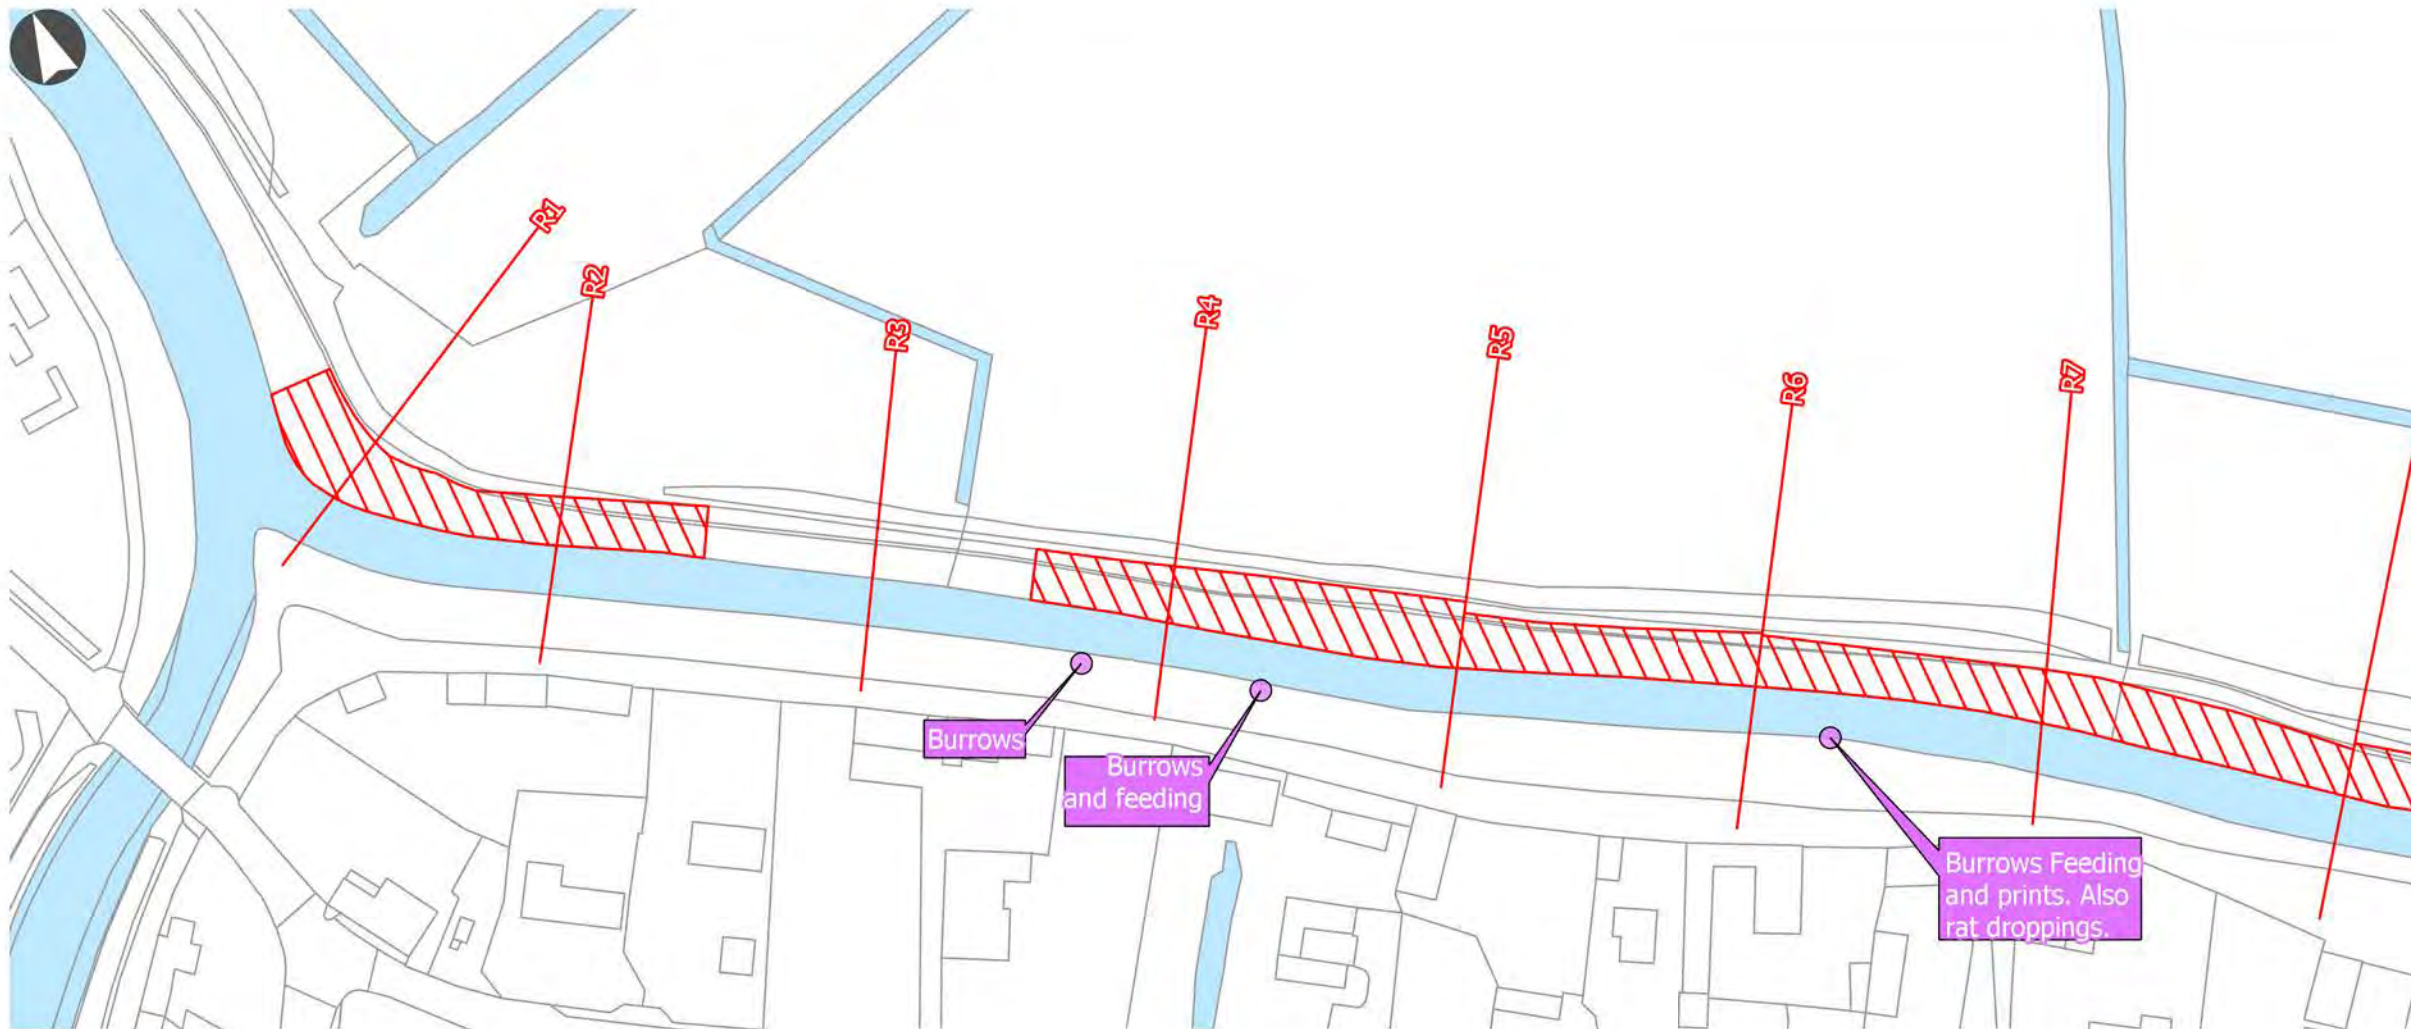 R1
R2
R3
R4
R5
R6
R7
Burrows
Burrows
and feeding
Burrows Feeding
and prints. Also
rat droppings.